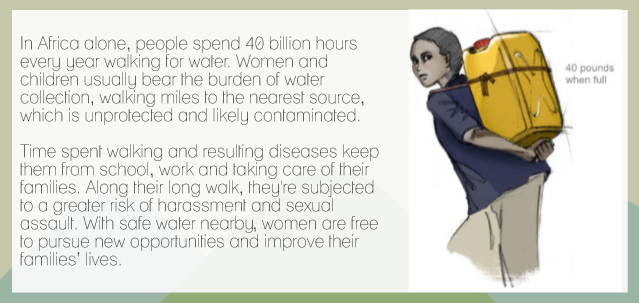 In Africa alone, people spend 40 billion hours
every year walking for water. Women and
children usually bear the burden of water
collection, walking miles to the nearest source,
which is unprotected and likely contaminated.
Time spent walking and resulting diseases keep
them from school, work and taking care of their
families. Along their long walk, they're subjected
to a greater risk of harassment and sexual
assault. With safe water nearby, women are free
to pursue new opportunities and improve their
families' lives.
40 pounds
when full